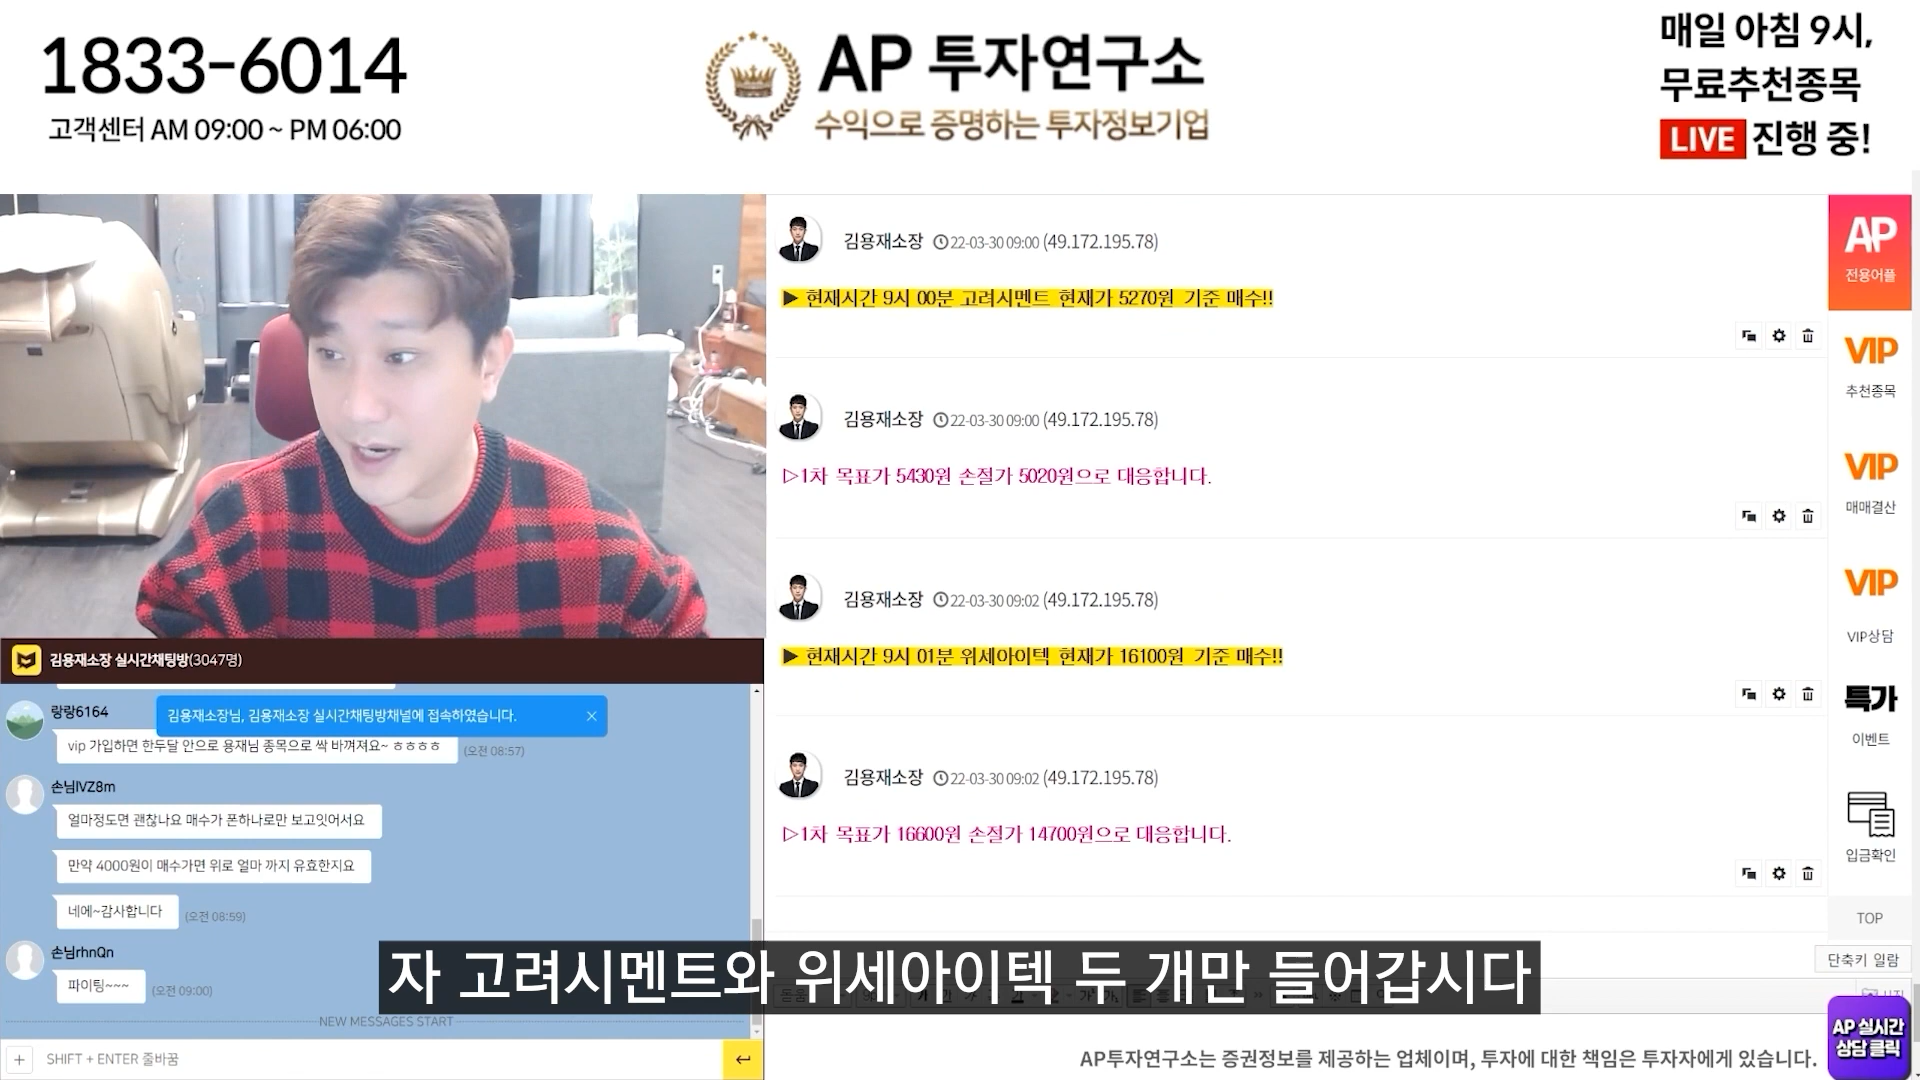 1833-6014
고객센터 AM 09:00 ~ PM 06:00
AP 투자연구소
수익으로 증명하는 투자정보기업
매일 아침 9시,
무료추천종목
LIVE 진행 중!
김용재소장 22-03-30 09:00 (49.172.195.78)
▶ 현재시간 9시 00분 고려시멘트 현재가 5270원 기준 매수!!
김용재소장 22-03-30 09:00 (49.172.195.78)
▷1차 목표가 5430원 손절가 5020원으로 대응합니다.
김용재소장 22-03-30 09:02 (49.172.195.78)
▶ 현재시간 9시 01분 위세아이텍 현재가 16100원 기준 매수!!
김용재소장 22-03-30 09:02 (49.172.195.78)
▷1차 목표가 16600원 손절가 14700원으로 대응합니다.
AP
전용어플
VIP
추천종목
VIP
매매결산
VIP
VIP상담
특가
이벤트
입금확인
TOP
단축키 일람
AP 실시간
상담 클릭
김용재소장 실시간채팅방(3047명)
김용재소장님, 김용재소장 실시간채팅방채널에 접속하였습니다.
랑랑6164
vip 가입하면 한두달 안으로 용재님 종목으로 싹 바껴져요~ ㅎㅎㅎㅎ (오전 08:57)
손님IVZ8m
얼마정도면 괜찮나요 매수가 폰하나로만 보고잇어서요
만약 4000원이 매수가면 위로 얼마 까지 유효한지요
네에~감사합니다 (오전 08:59)
손님rhnQn
파이팅~~~ (오전 09:00)
NEW MESSAGES START
SHIFT + ENTER 줄바꿈
자 고려시멘트와 위세아이텍 두 개만 들어갑시다
AP투자연구소는 증권정보를 제공하는 업체이며, 투자에 대한 책임은 투자자에게 있습니다.